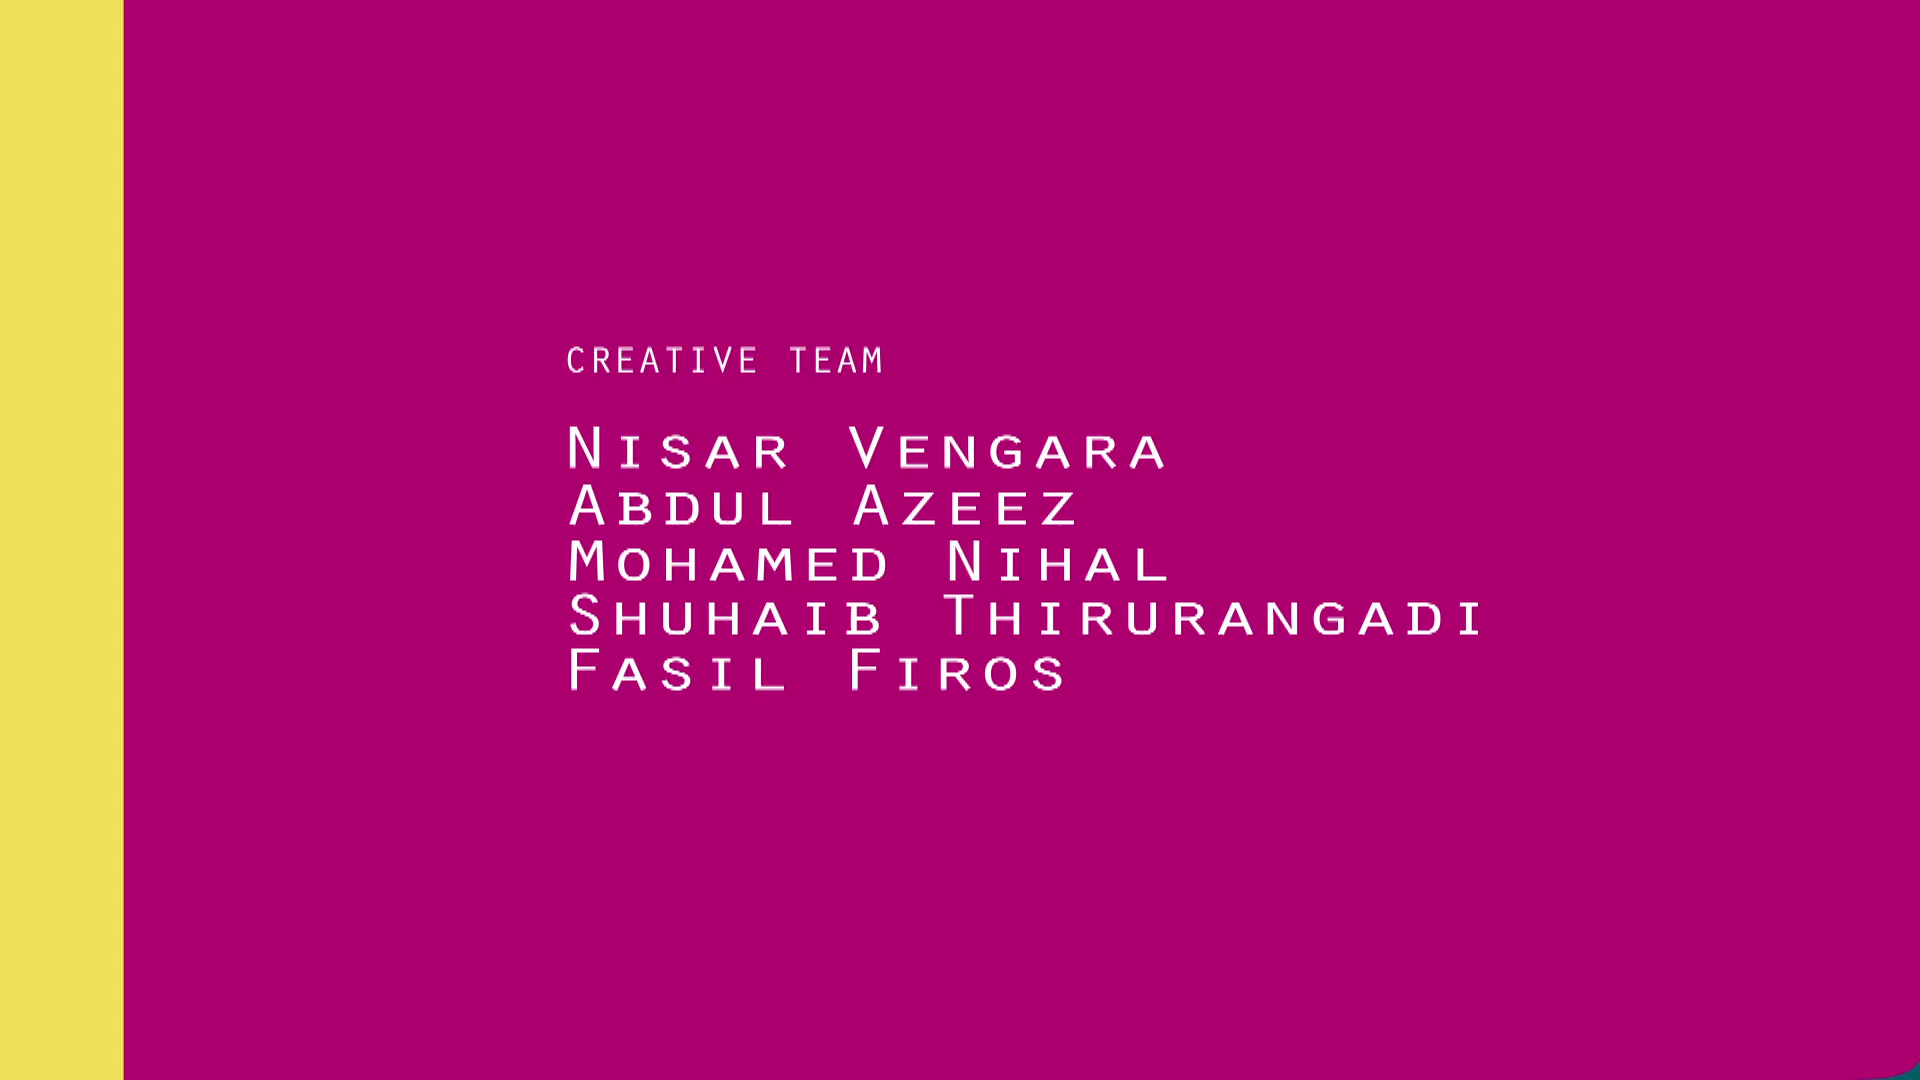 CREATIVE TEAM
NISAR VENGARA
ABDUL AZEEZ
MOHAMED NIHAL
SHUHAIB THIRURANGADI
FASIL FIROS